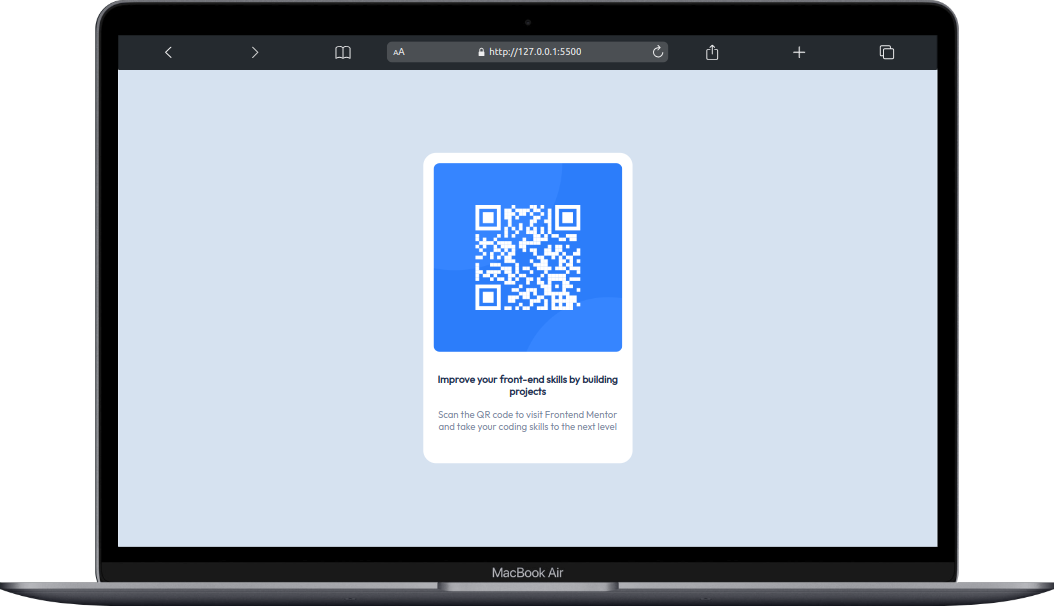 AA
http://127.0.0.1:5500
Improve your front-end skills by building
projects
Scan the QR code to visit Frontend Mentor
and take your coding skills to the next level
MacBook Air